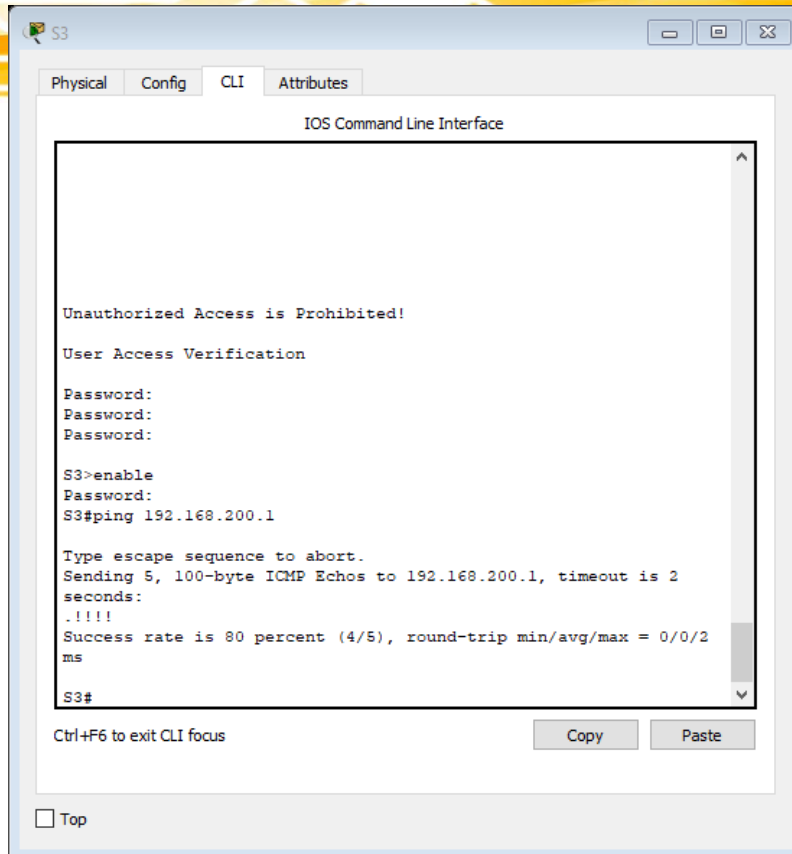 S3
Physical Config CLI Attributes
IOS Command Line Interface
Unauthorized Access is Prohibited!
User Access Verification
Password:
Password:
Password:
S3>enable
Password:
S3#ping 192.168.200.1
Type escape sequence to abort.
Sending 5, 100-byte ICMP Echos to 192.168.200.1, timeout is 2
seconds:
.!!!!
Success rate is 80 percent (4/5), round-trip min/avg/max = 0/0/2
ms
S3#
Ctrl+F6 to exit CLI focus
Copy Paste
Top